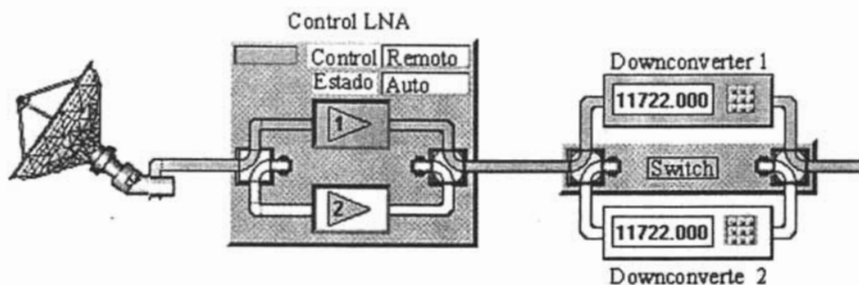 Control LNA
Control Remoto
Estado Auto
1
2
Downconverter 1
11722.000
Switch
11722.000
Downconverte 2